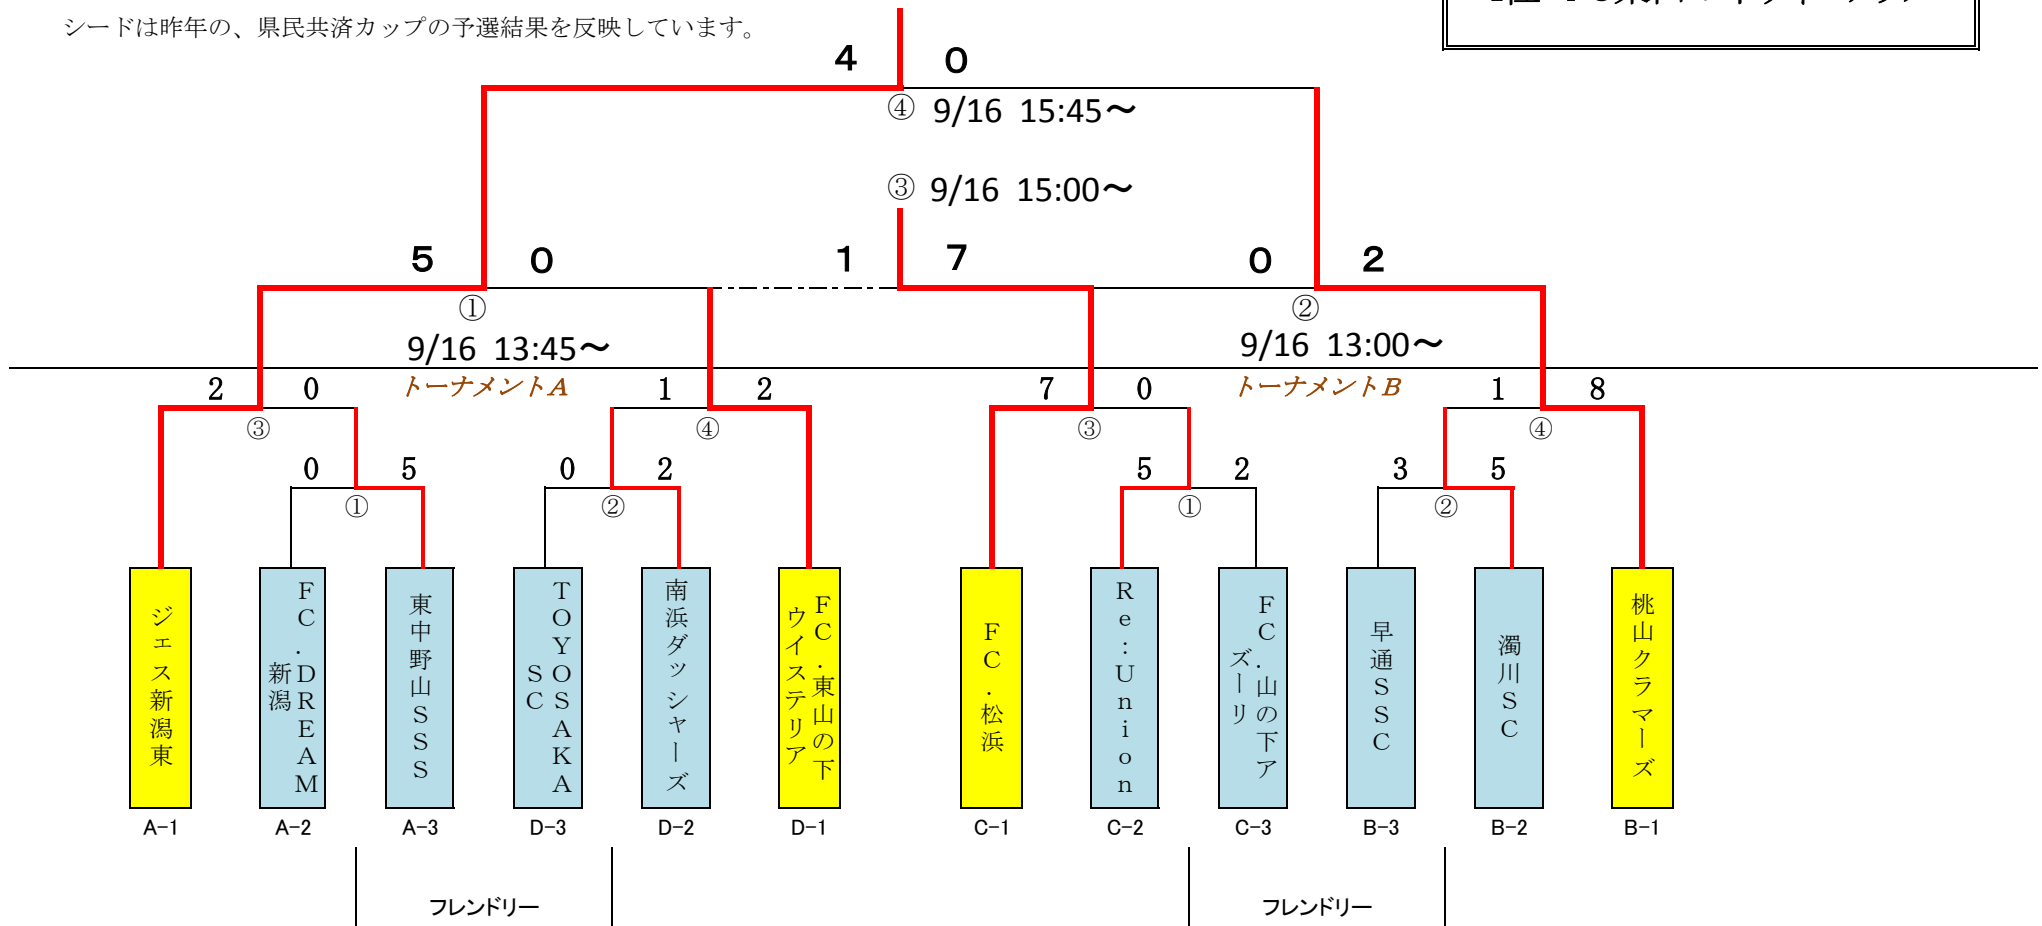 シードは昨年の、県民共済カップの予選結果を反映しています。
4 0
④ 9/16 15:45～
③ 9/16 15:00～
5 0 1 7 0 2
① ②
9/16 13:45～ 9/16 13:00～
2 0 トーナメントA 1 2 7 0 トーナメントB 1 8
③ ④ ③ ④
0 5 0 2 5 2 3 5
① ② ① ②
ジェス新潟東
FC.DREAM
新潟
東中野山SSS
TOYOSAKA
SC
南浜ダッシャーズ
FC.東山の下
ウイステリア
FC.松浜
Re:Union
FC.山の下ア
ズーリ
早通SSC
濁川SC
桃山クラマーズ
A-1 A-2 A-3 D-3 D-2 D-1 C-1 C-2 C-3 B-3 B-2 B-1
フレンドリー フレンドリー